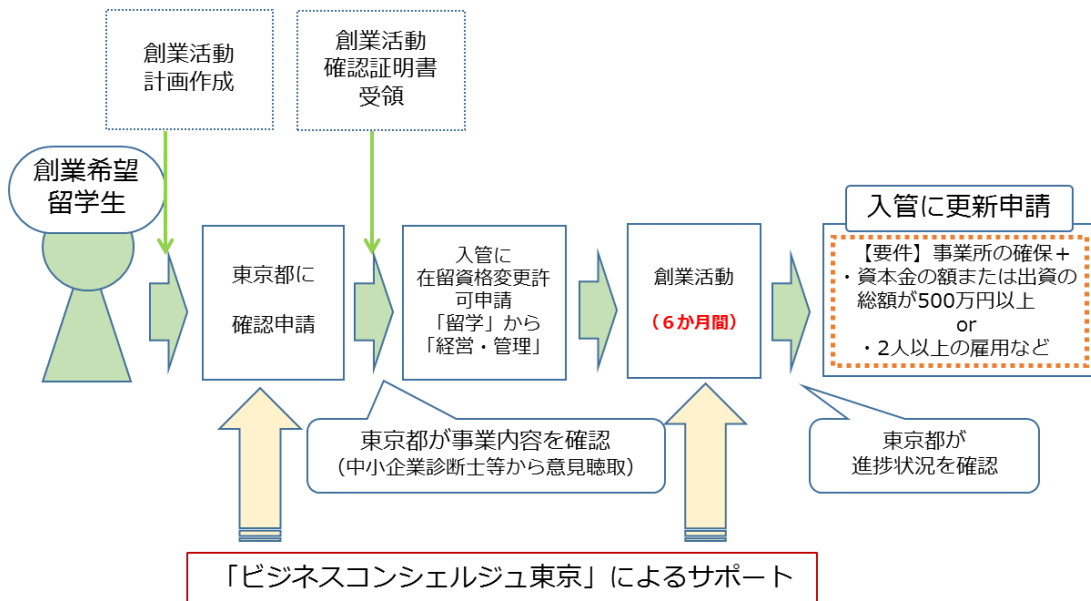 創業活動
計画作成
創業活動
確認証明書
受領
創業希望
留学生
東京都に
確認申請
入管に
在留資格変更許
可申請
「留学」から
「経営・管理」
創業活動
（６か月間）
入管に更新申請
【要件】事業所の確保＋
・資本金の額または出資の
総額が500万円以上
or
・2人以上の雇用など
東京都が事業内容を確認
（中小企業診断士等から意見聴取）
東京都が
進捗状況を確認
「ビジネスコンシェルジュ東京」によるサポート